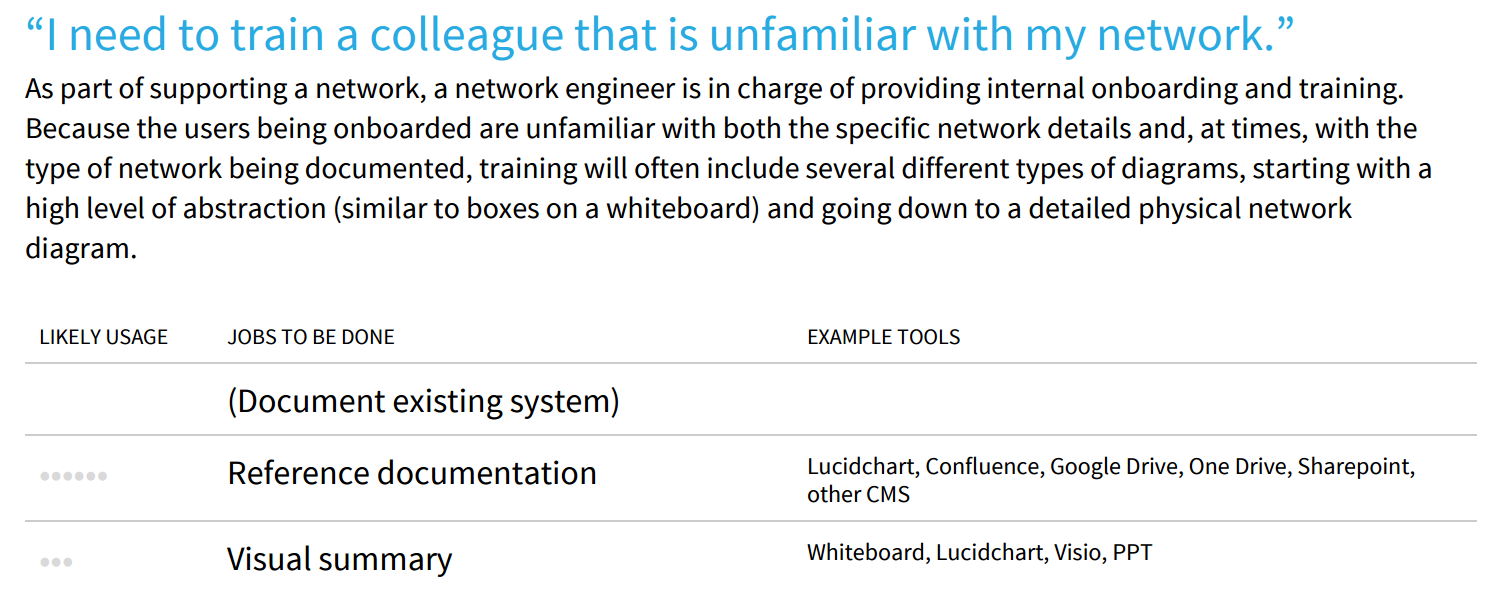 “I need to train a colleague that is unfamiliar with my network.”
As part of supporting a network, a network engineer is in charge of providing internal onboarding and training.
Because the users being onboarded are unfamiliar with both the specific network details and, at times, with the
type of network being documented, training will often include several different types of diagrams, starting with a
high level of abstraction (similar to boxes on a whiteboard) and going down to a detailed physical network
diagram.
LIKELY USAGE JOBS TO BE DONE EXAMPLE TOOLS
(Document existing system)
Reference documentation Lucidchart, Confluence, Google Drive, One Drive, Sharepoint,
other CMS
Visual summary Whiteboard, Lucidchart, Visio, PPT